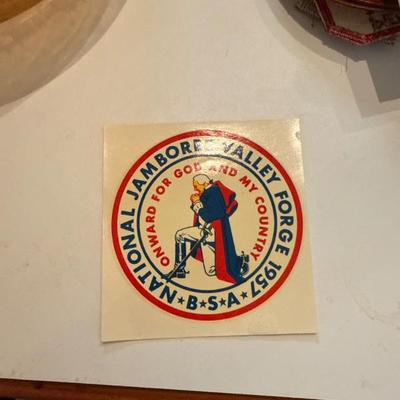 NATIONAL JAMBOREE VALLEY FORGE 1957
ONWARD FOR GOD AND MY COUNTRY
★B★S★A★